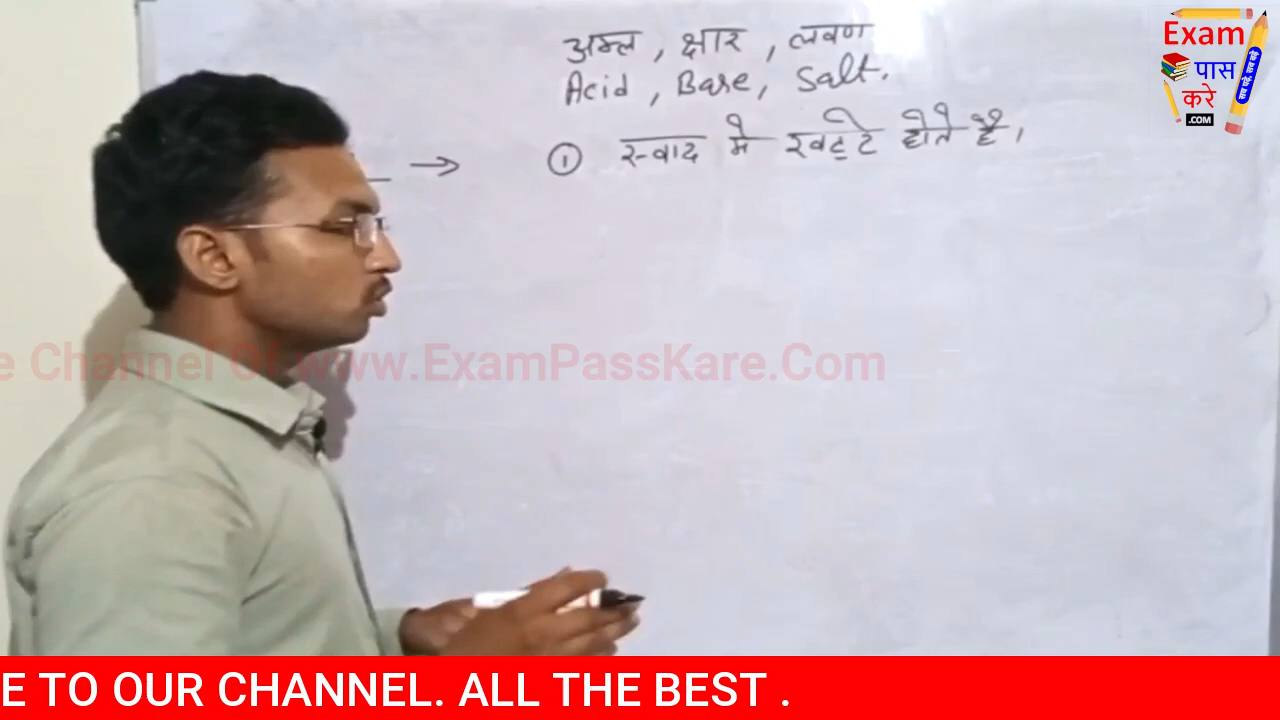 अम्ल , क्षार , लवण
Acid , Base , Salt.
→ ① स्वाद में खट्टे होते हैं।
Exam
पास
करे
.COM
e Channel Of www.ExamPassKare.Com
E TO OUR CHANNEL. ALL THE BEST .